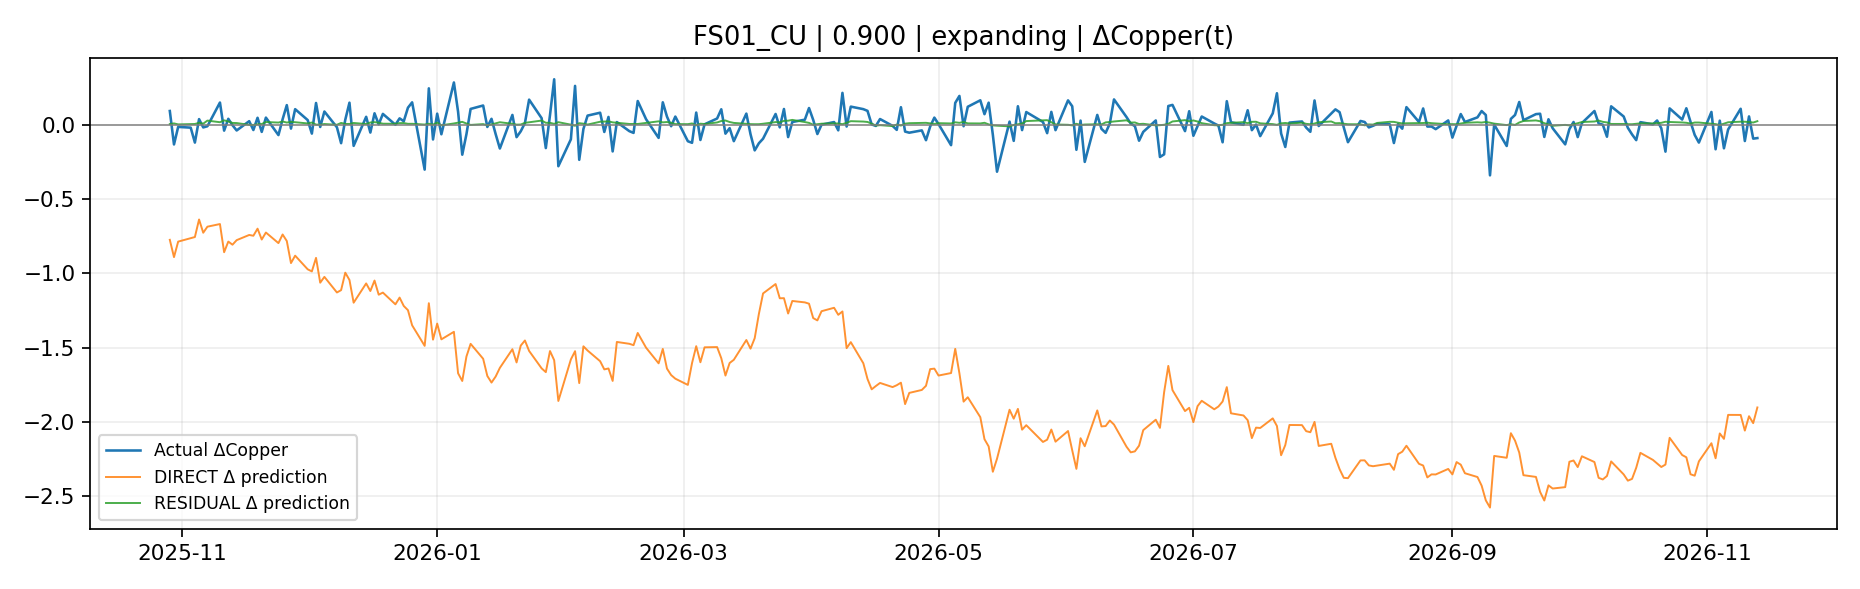 FS01_CU | 0.900 | expanding | ΔCopper(t)
0.0
−0.5
−1.0
−1.5
−2.0
−2.5
Actual ΔCopper
DIRECT Δ prediction
RESIDUAL Δ prediction
2025-11 2026-01 2026-03 2026-05 2026-07 2026-09 2026-11